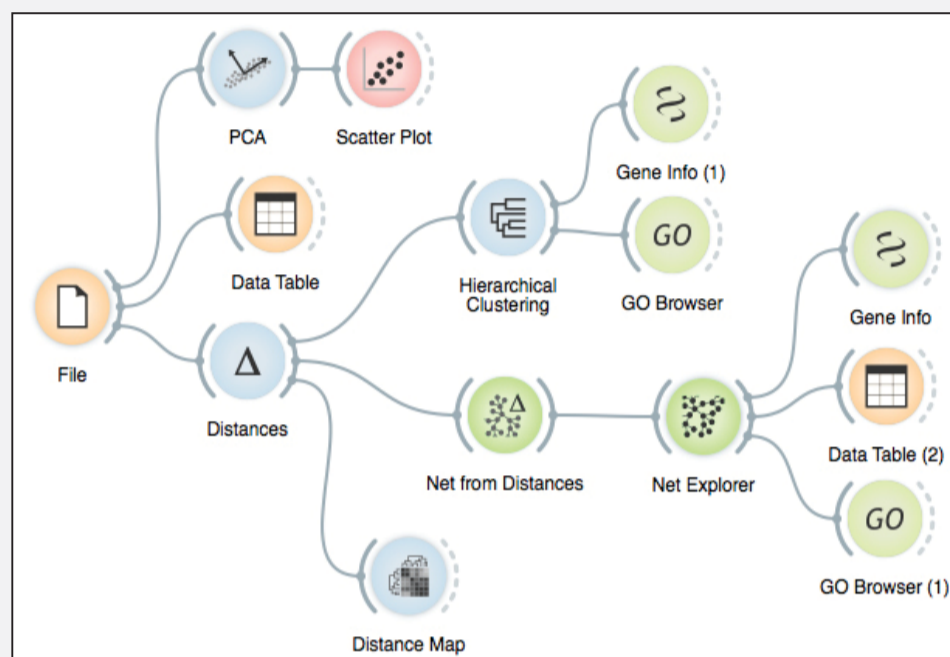 PCA
Scatter Plot
Gene Info (1)
Data Table
Hierarchical
Clustering
GO
GO Browser
Gene Info
File
Δ
Distances
Δ
Net from Distances
Net Explorer
Data Table (2)
GO
GO Browser (1)
Distance Map